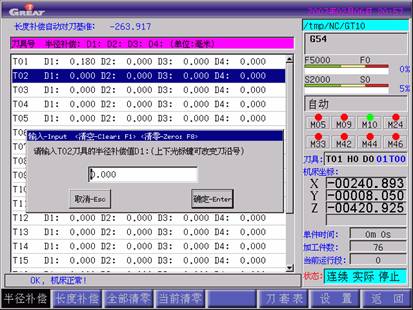 GREAT
2007年02月06日 20:57
长度补偿自动对刀基准: -263.917
刀具号 半径补偿: D1: D2: D3: D4: (单位:毫米)
T01 D1: 0.180 D2: 0.000 D3: 0.000 D4: 0.000
T02 D1: 0.000 D2: 0.000 D3: 0.000 D4: 0.000
T03 D1: 0.000 D2: 0.000 D3: 0.000 D4: 0.000
T04 D1: 0.000 D2: 0.000 D3: 0.000 D4: 0.000
T05 D1: 0.000 D2: 0.000 D3: 0.000 D4: 0.000
输入-Input <清空-Clear: F1> <清零-Zero: F8>
请输入T02刀具的半径补偿值D1:(上下光标键可改变刀沿号)
0.000
取消-Esc 确定-Enter
T12 D1: 0.000 D2: 0.000 D3: 0.000 D4: 0.000
T13 D1: 0.000 D2: 0.000 D3: 0.000 D4: 0.000
T14 D1: 0.000 D2: 0.000 D3: 0.000 D4: 0.000
T15 D1: 0.000 D2: 0.000 D3: 0.000 D4: 0.000
OK, 机床正常!
/tmp/NC/GT10
G54
F5000 F0
0%
S2000 S0
5%
自动
M05 M09 M10 M24
M33 M42 M44 M46
刀具: T01 H0 D0 01T00
机床坐标:
X -00240.893
Y -00008.050
Z -00420.925
单件时间: 0m 0s
加工件数: 76
当前运行段: 0
状态: 连续 实际 停止
半径补偿 长度补偿 全部清零 当前清零 刀套表 设 置 返 回